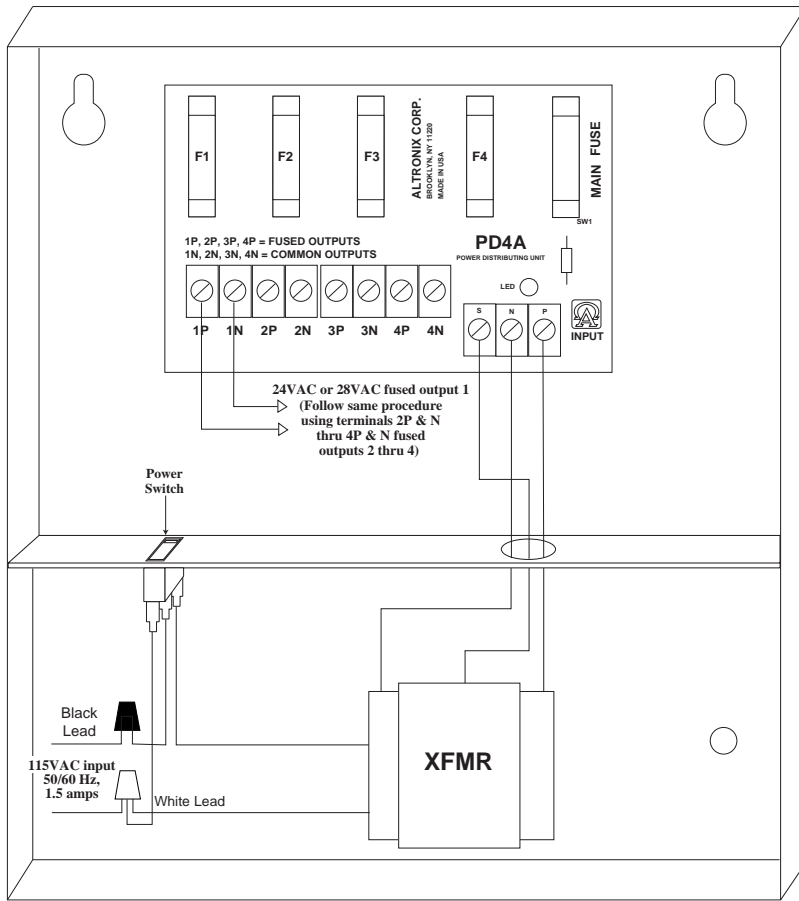 F1
F2
F3
ALTRONIX CORP.
BROOKLYN, NY 11220
MADE IN USA
F4
MAIN FUSE
SW1
1P, 2P, 3P, 4P = FUSED OUTPUTS
1N, 2N, 3N, 4N = COMMON OUTPUTS
PD4A
POWER DISTRIBUTING UNIT
LED
S N P
INPUT
1P 1N 2P 2N 3P 3N 4P 4N
24VAC or 28VAC fused output 1
(Follow same procedure
using terminals 2P & N
thru 4P & N fused
outputs 2 thru 4)
Power
Switch
Black
Lead
115VAC input
50/60 Hz,
1.5 amps
White Lead
XFMR